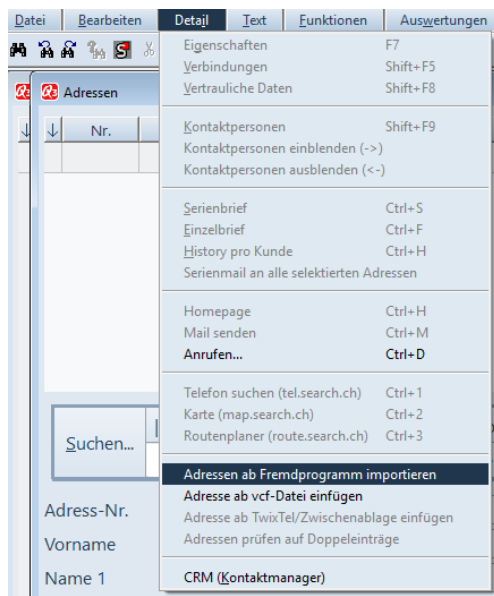 Datei Bearbeiten Detail Text Funktionen Auswertungen
Adressen
Nr.
Eigenschaften F7
Verbindungen Shift+F5
Vertrauliche Daten Shift+F8
Kontaktpersonen Shift+F9
Kontaktpersonen einblenden (->)
Kontaktpersonen ausblenden (<-)
Serienbrief Ctrl+S
Einzelbrief Ctrl+F
History pro Kunde Ctrl+H
Serienmail an alle selektierten Adressen
Homepage Ctrl+H
Mail senden Ctrl+M
Anrufen... Ctrl+D
Telefon suchen (tel.search.ch) Ctrl+1
Karte (map.search.ch) Ctrl+2
Routenplaner (route.search.ch) Ctrl+3
Suchen...
Adressen ab Fremdprogramm importieren
Adresse ab vcf-Datei einfügen
Adresse ab TwixTel/Zwischenablage einfügen
Adressen prüfen auf Doppeleinträge
CRM (Kontaktmanager)
Adress-Nr.
Vorname
Name 1